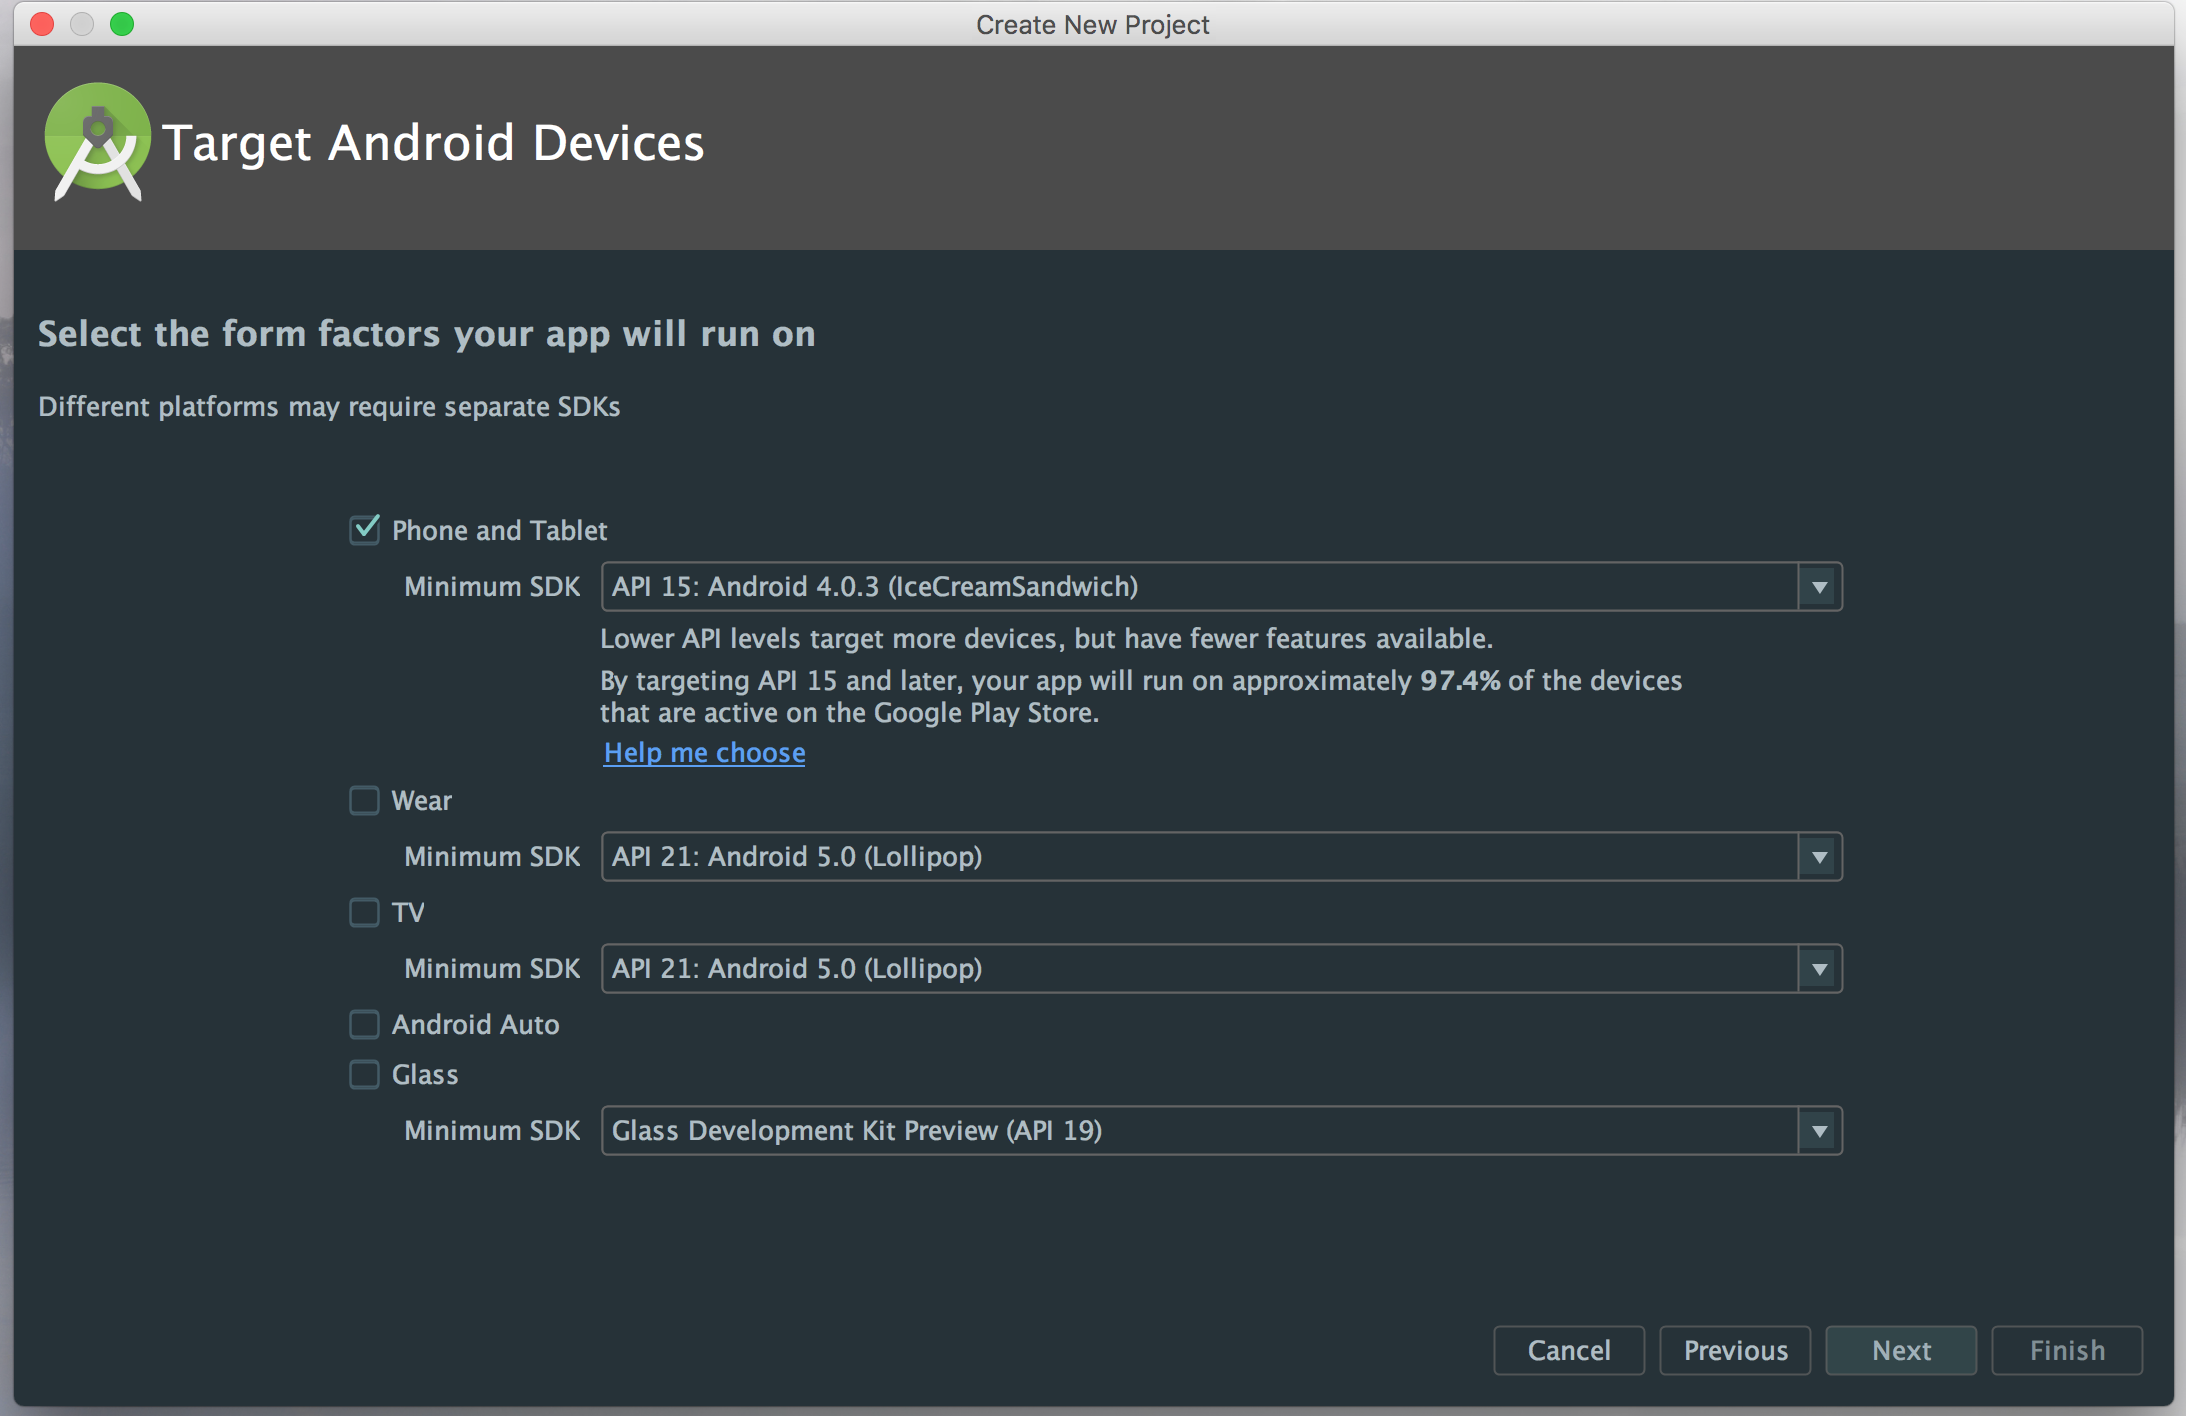 Create New Project
Target Android Devices
Select the form factors your app will run on
Different platforms may require separate SDKs
Phone and Tablet
Minimum SDK API 15: Android 4.0.3 (IceCreamSandwich)
Lower API levels target more devices, but have fewer features available.
By targeting API 15 and later, your app will run on approximately 97.4% of the devices
that are active on the Google Play Store.
Help me choose
Wear
Minimum SDK API 21: Android 5.0 (Lollipop)
TV
Minimum SDK API 21: Android 5.0 (Lollipop)
Android Auto
Glass
Minimum SDK Glass Development Kit Preview (API 19)
Cancel Previous Next Finish